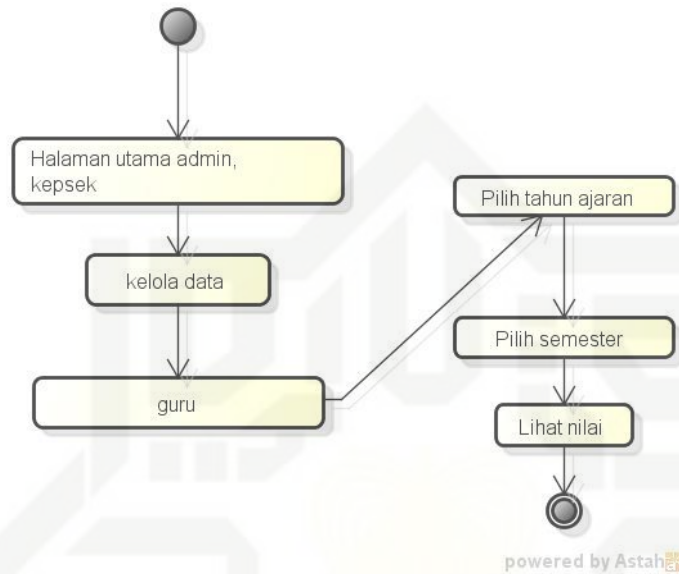 Halaman utama admin,
kepsek
kelola data
guru
Pilih tahun ajaran
Pilih semester
Lihat nilai
powered by Astah